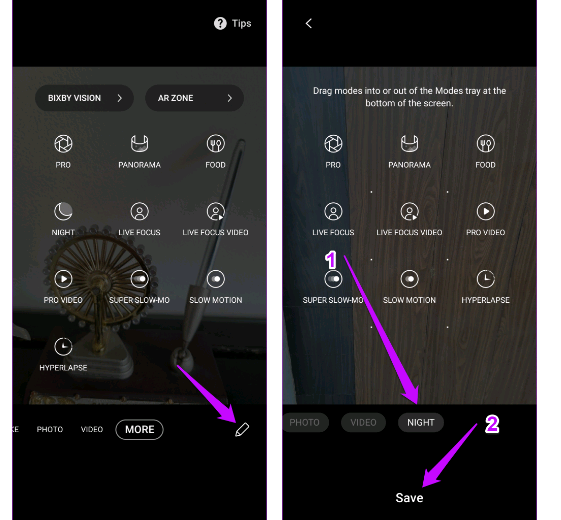 ? Tips
BIXBY VISION >
AR ZONE >
PRO
PANORAMA
FOOD
NIGHT
LIVE FOCUS
LIVE FOCUS VIDEO
PRO VIDEO
SUPER SLOW-MO
SLOW MOTION
HYPERLAPSE
KE PHOTO VIDEO MORE
Drag modes into or out of the Modes tray at the
bottom of the screen.
PRO
PANORAMA
FOOD
LIVE FOCUS
LIVE FOCUS VIDEO
PRO VIDEO
1
SUPER SLOW-MO
SLOW MOTION
HYPERLAPSE
PHOTO
VIDEO
NIGHT
2
Save